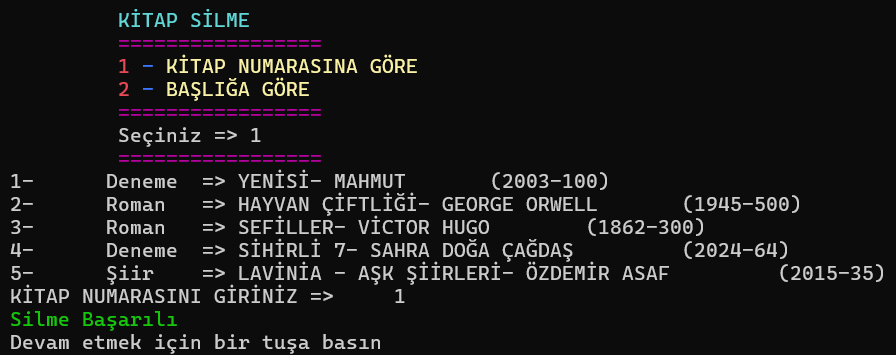 KİTAP SİLME
=================
1 - KİTAP NUMARASINA GÖRE
2 - BAŞLIĞA GÖRE
=================
Seçiniz => 1
=================
1- Deneme => YENİSİ- MAHMUT (2003-100)
2- Roman => HAYVAN ÇİFTLİĞİ- GEORGE ORWELL (1945-500)
3- Roman => SEFİLLER- VİCTOR HUGO (1862-300)
4- Deneme => SİHİRLİ 7- SAHRA DOĞA ÇAĞDAŞ (2024-64)
5- Şiir => LAVİNİA - AŞK ŞİİRLERİ- ÖZDEMİR ASAF (2015-35)
KİTAP NUMARASINI GİRİNİZ => 1
Silme Başarılı
Devam etmek için bir tuşa basın